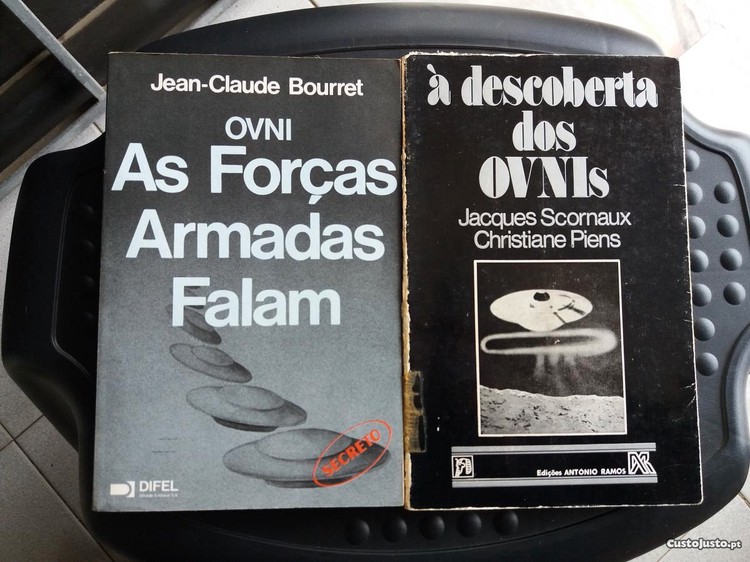 Jean-Claude Bourret
OVNI
As Forças
Armadas
Falam
SECRETO
DIFEL
à descoberta
dos
OVNIs
Jacques Scornaux
Christiane Piens
Edições ANTÓNIO RAMOS
AR
CustoJusto.pt